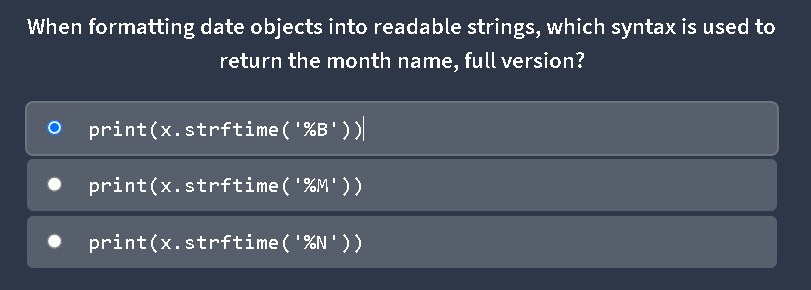 When formatting date objects into readable strings, which syntax is used to
return the month name, full version?
print(x.strftime('%B'))
print(x.strftime('%M'))
print(x.strftime('%N'))